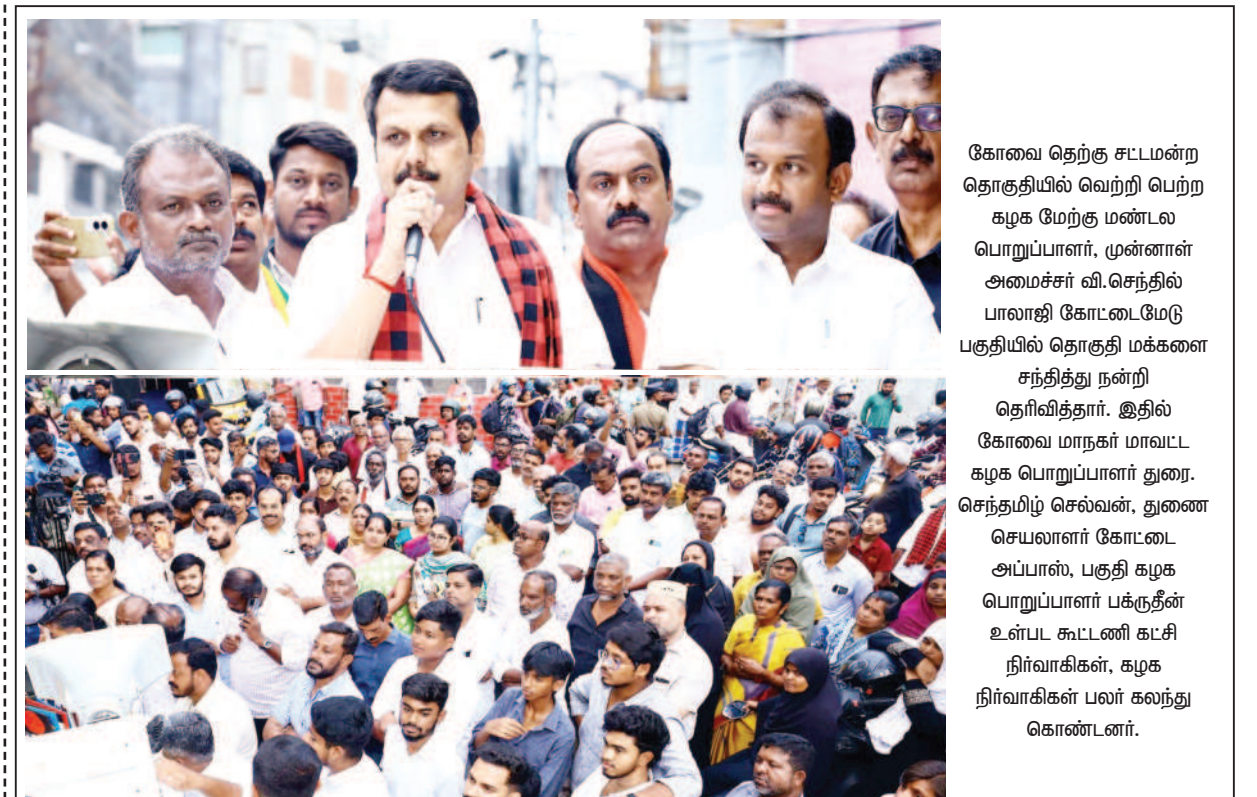 கோவை தெற்கு சட்டமன்ற
தொகுதியில் வெற்றி பெற்ற
கழக மேற்கு மண்டல
பொறுப்பாளர், முன்னாள்
அமைச்சர் வி.செந்தில்
பாலாஜி கோட்டைமேடு
பகுதியில் தொகுதி மக்களை
சந்தித்து நன்றி
தெரிவித்தார். இதில்
கோவை மாநகர் மாவட்ட
கழக பொறுப்பாளர் துரை.
செந்தமிழ் செல்வன், துணை
செயலாளர் கோட்டை
அப்பாஸ், பகுதி கழக
பொறுப்பாளர் பக்ருதீன்
உள்பட கூட்டணி கட்சி
நிர்வாகிகள், கழக
நிர்வாகிகள் பலர் கலந்து
கொண்டனர்.